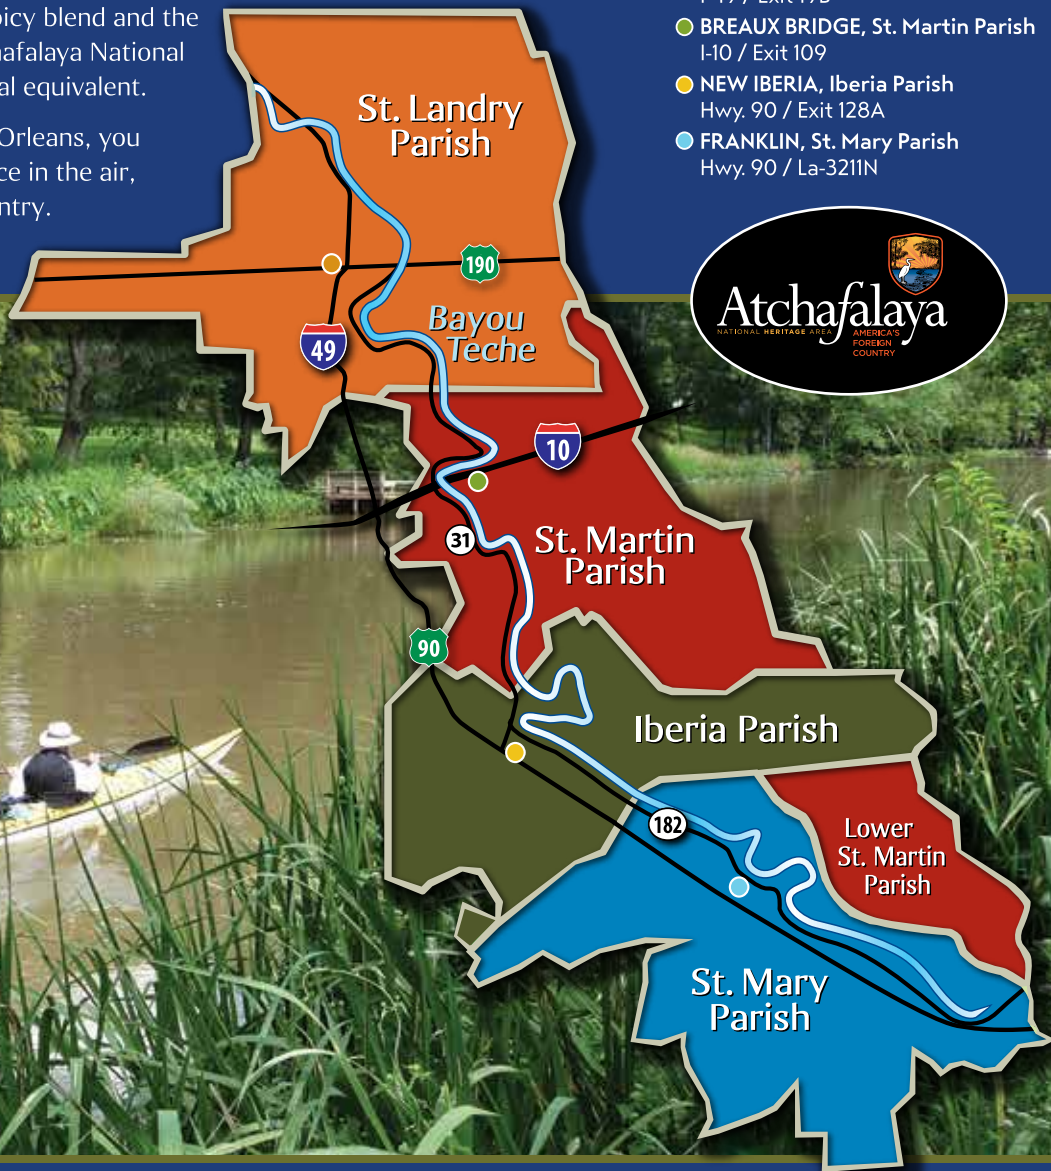 picy blend and the
hafalaya National
al equivalent.
Orleans, you
ce in the air,
ntry.
BREAUX BRIDGE, St. Martin Parish
I-10 / Exit 109
NEW IBERIA, Iberia Parish
Hwy. 90 / Exit 128A
FRANKLIN, St. Mary Parish
Hwy. 90 / La-3211N
Atchafalaya
NATIONAL HERITAGE AREA
AMERICA'S
FOREIGN
COUNTRY
St. Landry
Parish
190
Bayou
Teche
49
10
31
St. Martin
Parish
90
Iberia Parish
182
Lower
St. Martin
Parish
St. Mary
Parish